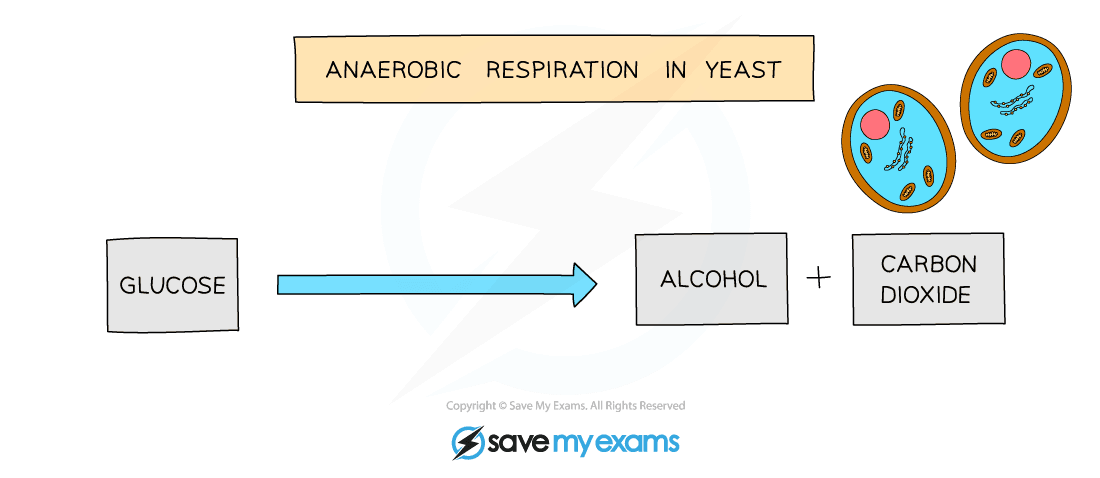 ANAEROBIC RESPIRATION IN YEAST
GLUCOSE
ALCOHOL + CARBON DIOXIDE
Copyright © Save My Exams. All Rights Reserved
save my exams